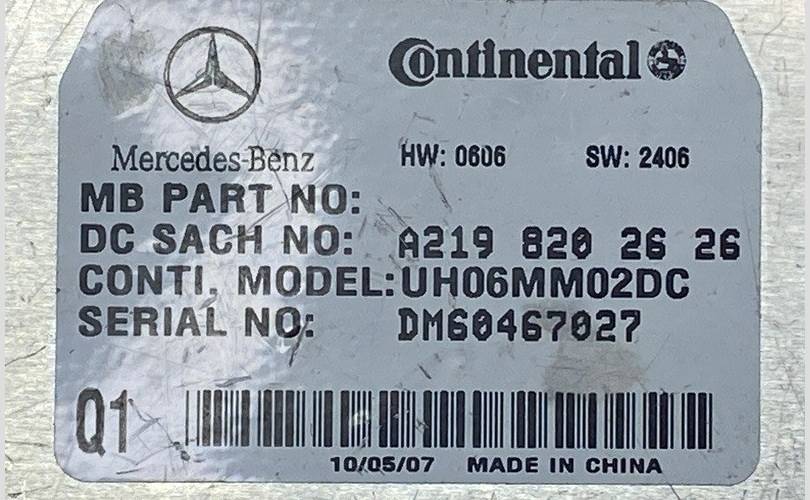 Continental
Mercedes-Benz HW: 0606 SW: 2406
MB PART NO:
DC SACH NO: A219 820 26 26
CONTI. MODEL:UH06MM02DC
SERIAL NO: DM60467027
Q1
10/05/07 MADE IN CHINA